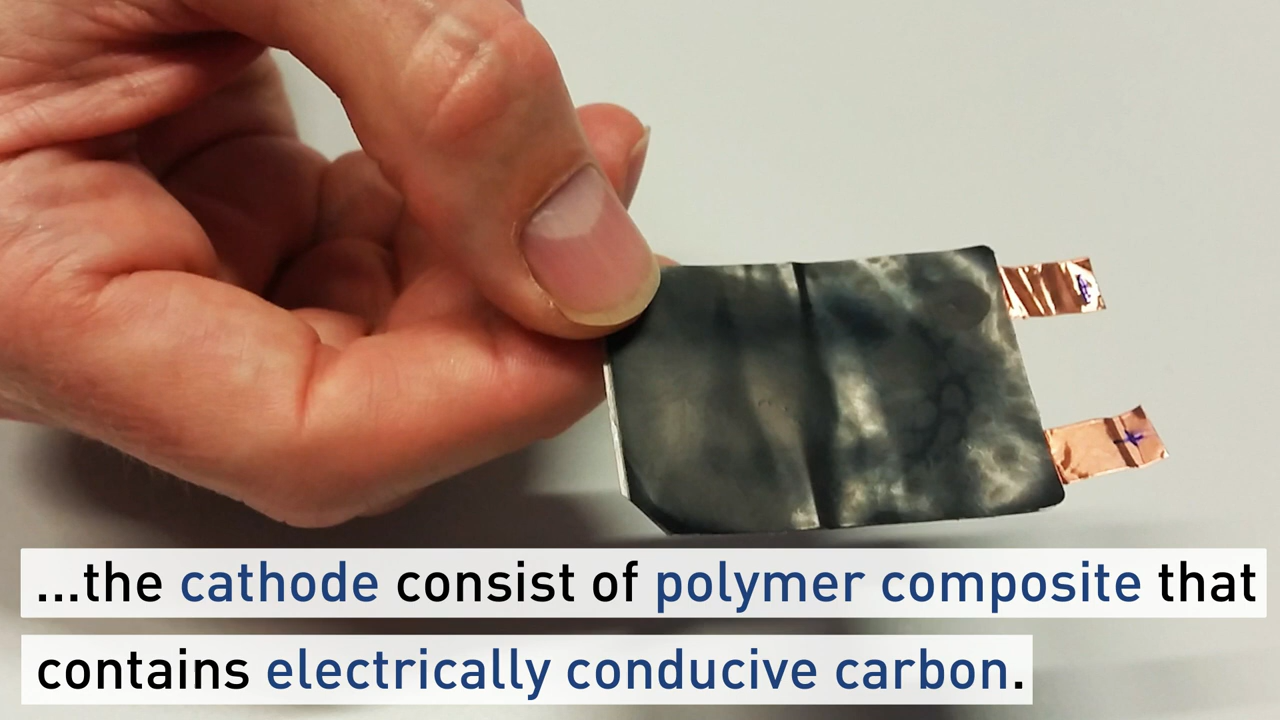 ...the cathode consist of polymer composite that
contains electrically conducive carbon.